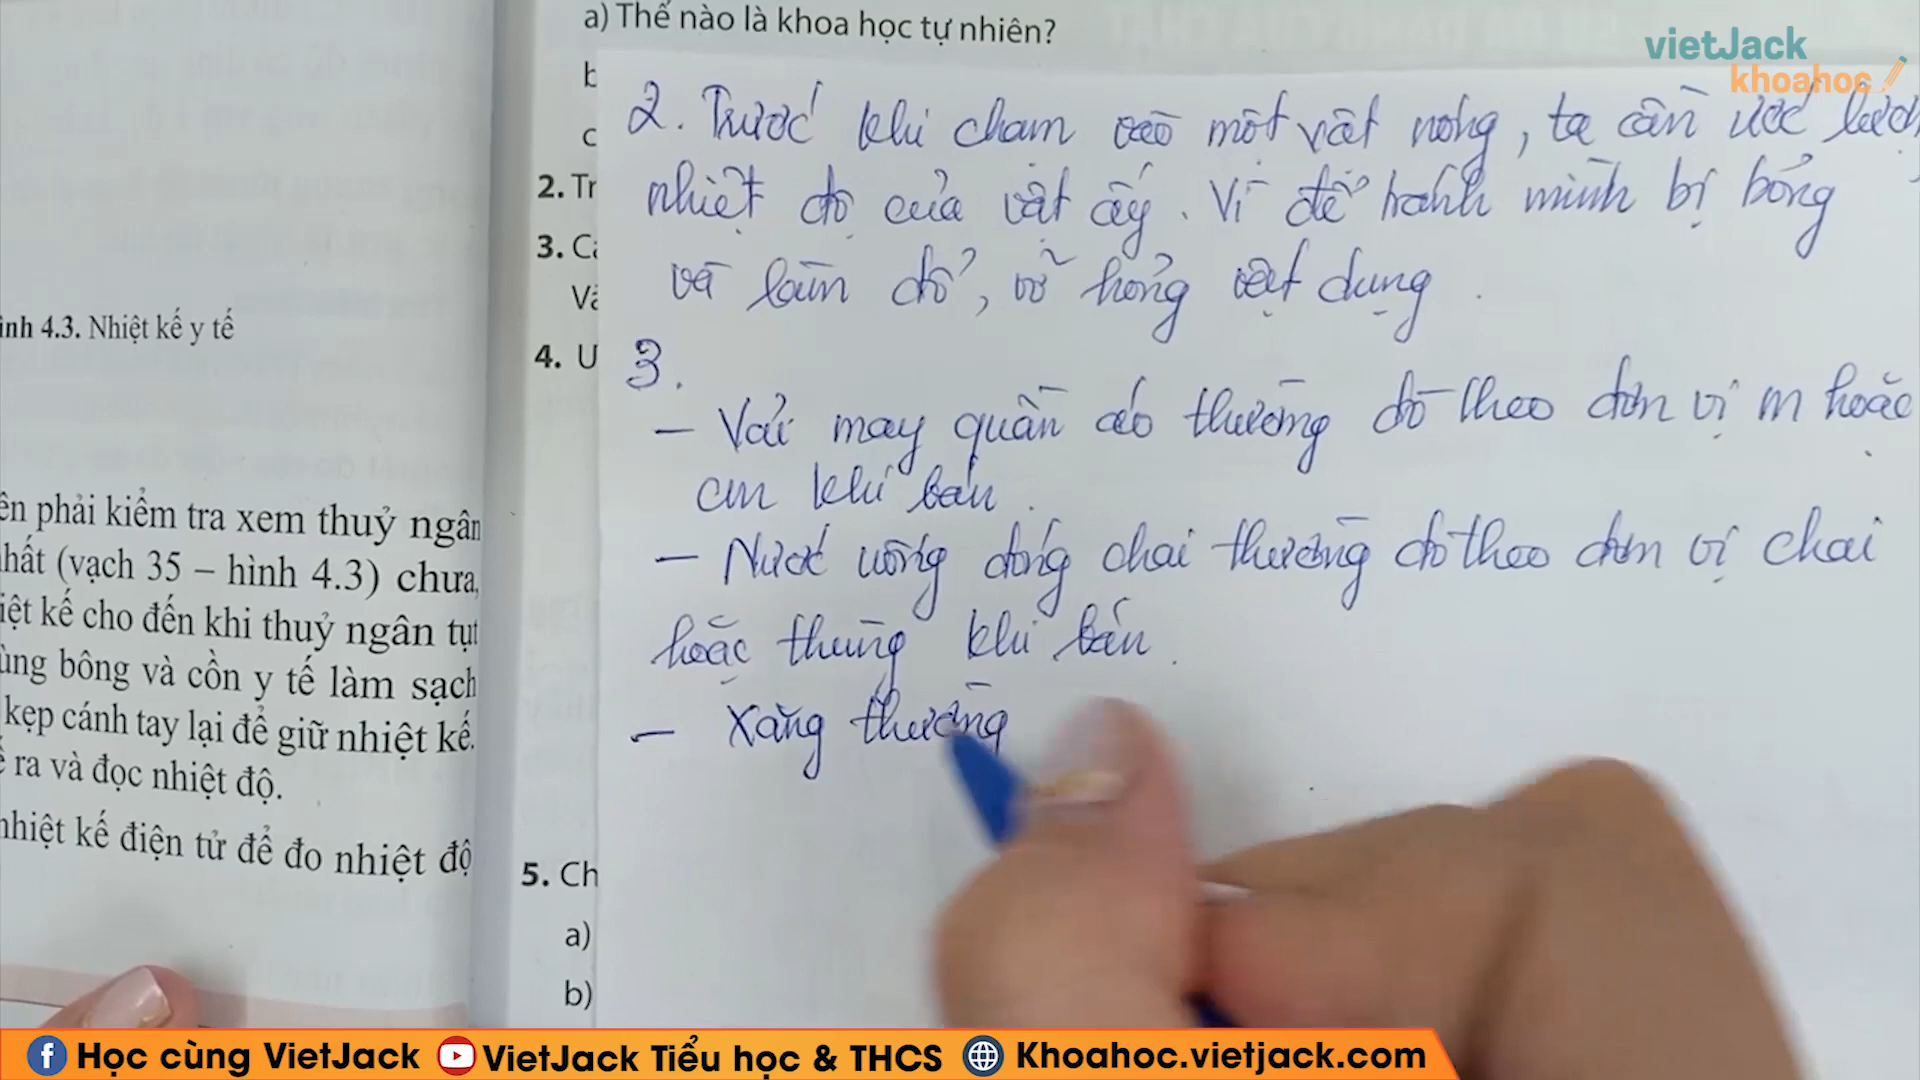 a) Thế nào là khoa học tự nhiên?
vietJack
khoahoc
b
c
2. Tr
3. Cá
Vả
4. U
5. Ch
a)
b)
2. Trước khi chạm vào một vật nóng, ta cần ước lượng
nhiệt độ của vật ấy. Vì để tránh mình bị bỏng
và làm đổ, vỡ hỏng vật dụng.
3.
- Vải may quần áo thường đo theo đơn vị m hoặc
cm khi bán.
- Nước uống đóng chai thường đo theo đơn vị chai
hoặc thùng khi bán.
- Xăng thường
ình 4.3. Nhiệt kế y tế
ên phải kiểm tra xem thuỷ ngân
nhất (vạch 35 – hình 4.3) chưa,
iệt kế cho đến khi thuỷ ngân tụt
ùng bông và cồn y tế làm sạch
kẹp cánh tay lại để giữ nhiệt kế.
ế ra và đọc nhiệt độ.
nhiệt kế điện tử để đo nhiệt độ
Học cùng VietJack
VietJack Tiểu học & THCS
Khoahoc.vietjack.com